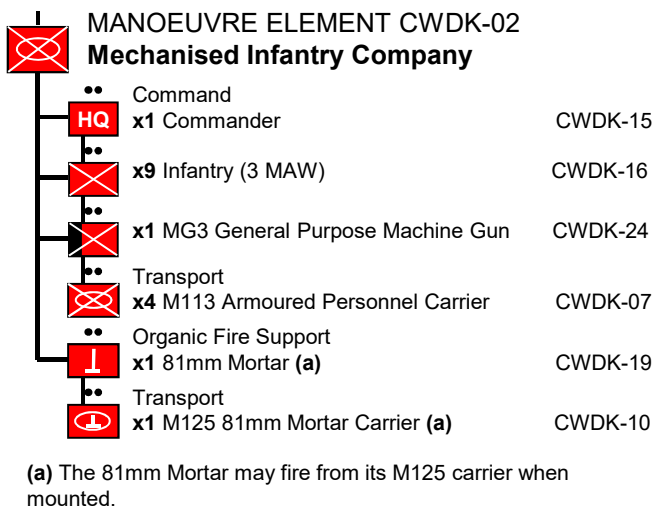 MANOEUVRE ELEMENT CWDK-02
Mechanised Infantry Company
Command
HQ x1 Commander CWDK-15
x9 Infantry (3 MAW) CWDK-16
x1 MG3 General Purpose Machine Gun CWDK-24
Transport
x4 M113 Armoured Personnel Carrier CWDK-07
Organic Fire Support
x1 81mm Mortar (a) CWDK-19
Transport
x1 M125 81mm Mortar Carrier (a) CWDK-10
(a) The 81mm Mortar may fire from its M125 carrier when
mounted.